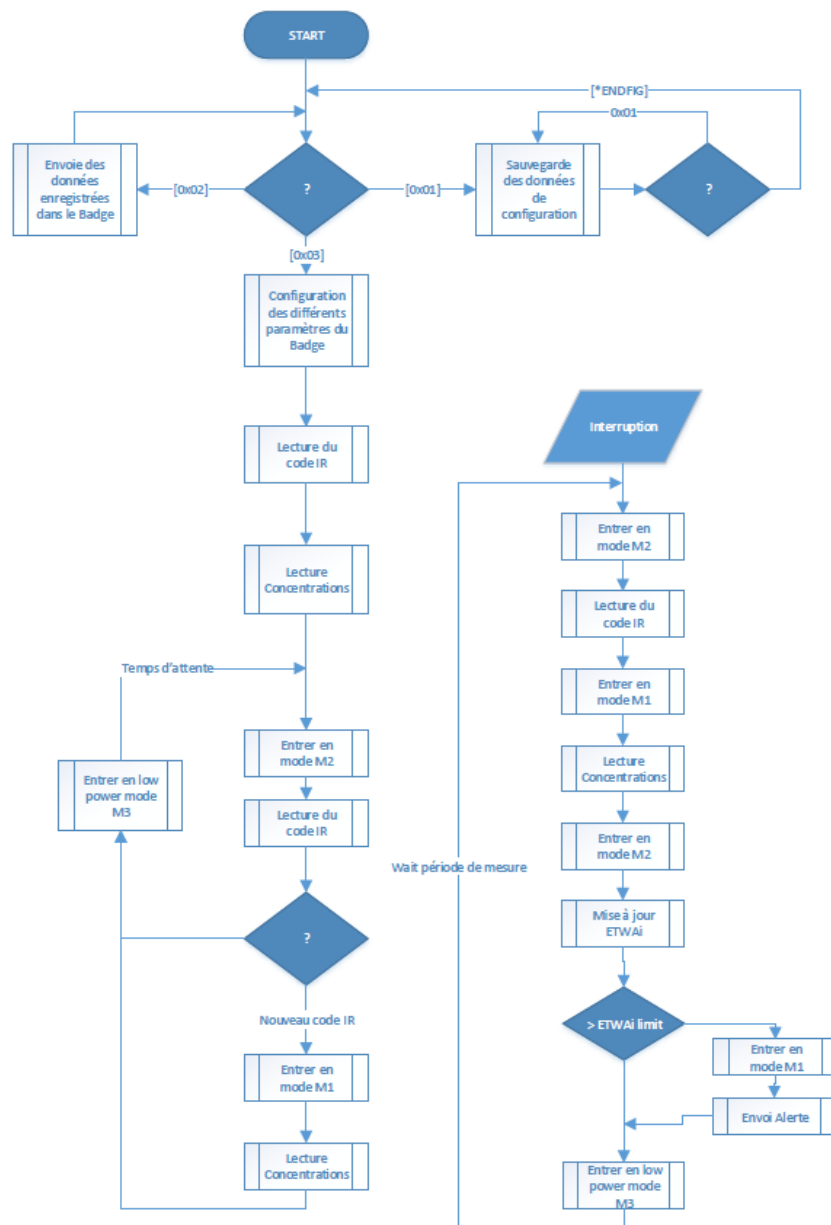 START
[*ENDFIG]
0x01
Envoie des
données
enregistrées
dans le Badge
[0x02]
?
[0x01]
Sauvegarde
des données
de
configuration
?
[0x03]
Configuration
des différents
paramètres du
Badge
Lecture du
code IR
Lecture
Concentrations
Temps d'attente
Entrer en
mode M2
Entrer en low
power mode
M3
Lecture du
code IR
?
Nouveau code IR
Entrer en
mode M1
Lecture
Concentrations
Interruption
Entrer en
mode M2
Lecture du
code IR
Entrer en
mode M1
Lecture
Concentrations
Entrer en
mode M2
Wait période de mesure
Mise à jour
ETWAi
> ETWAi limit
Entrer en
mode M1
Envoi Alerte
Entrer en low
power mode
M3